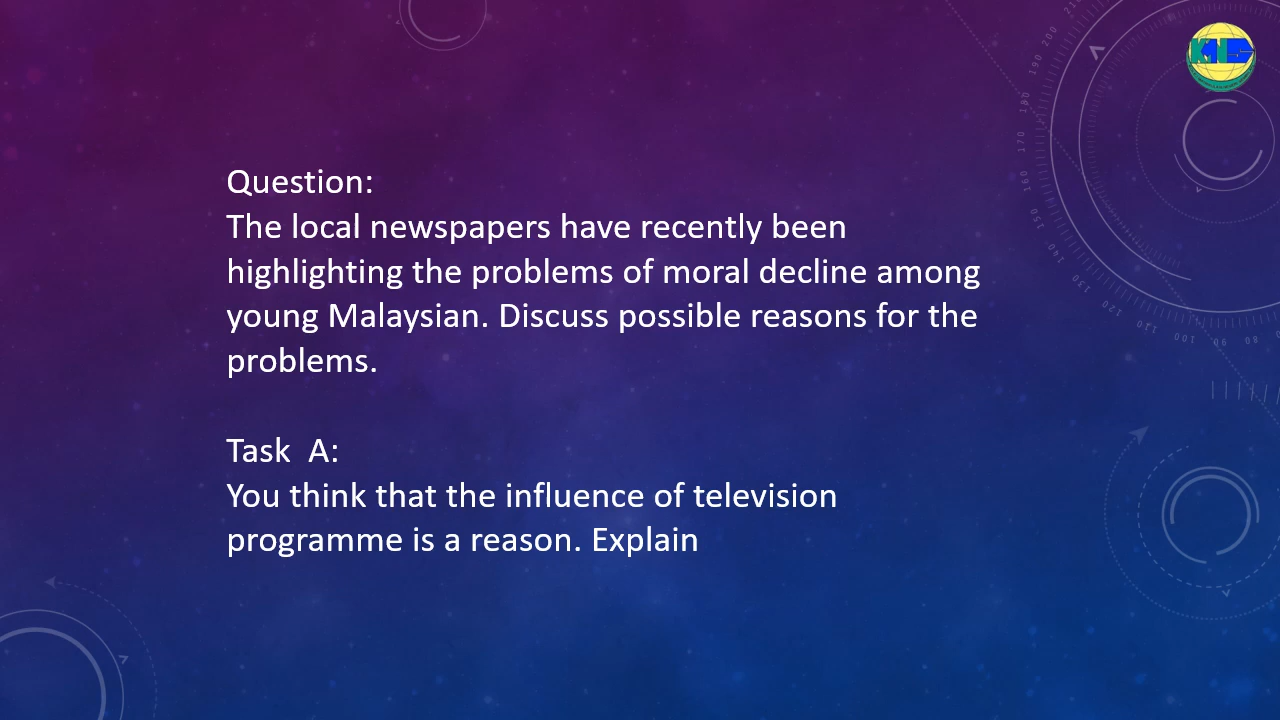 Question:
The local newspapers have recently been
highlighting the problems of moral decline among
young Malaysian. Discuss possible reasons for the
problems.
Task  A:
You think that the influence of television
programme is a reason. Explain